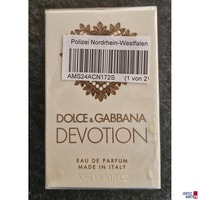 Polizei Nordrhein-Westfalen
AMS24ACN172S (1 von 2)
DOLCE & GABBANA
DEVOTION
EAU DE PARFUM
MADE IN ITALY